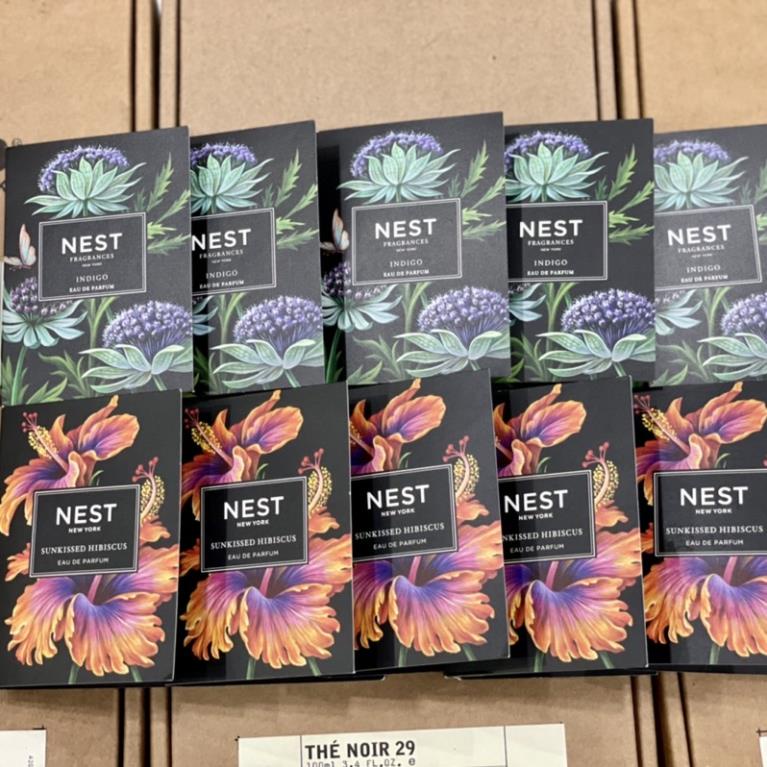 NEST
FRAGRANCES
NEW YORK
INDIGO
EAU DE PARFUM
NEST
FRAGRANCES
NEW YORK
INDIGO
EAU DE PARFUM
NEST
FRAGRANCES
NEW YORK
INDIGO
EAU DE PARFUM
NEST
FRAGRANCES
NEW YORK
INDIGO
EAU DE PARFUM
NEST
FRAGRANCES
NEW YORK
INDIGO
EAU DE PARFUM
NEST
NEW YORK
SUNKISSED HIBISCUS
EAU DE PARFUM
NEST
NEW YORK
SUNKISSED HIBISCUS
EAU DE PARFUM
NEST
NEW YORK
SUNKISSED HIBISCUS
EAU DE PARFUM
NEST
NEW YORK
SUNKISSED HIBISCUS
EAU DE PARFUM
NEST
NEW YORK
SUNKISSED HIBISCUS
EAU DE PARFUM
THÉ NOIR 29
100ml 3.4 FL.OZ. e